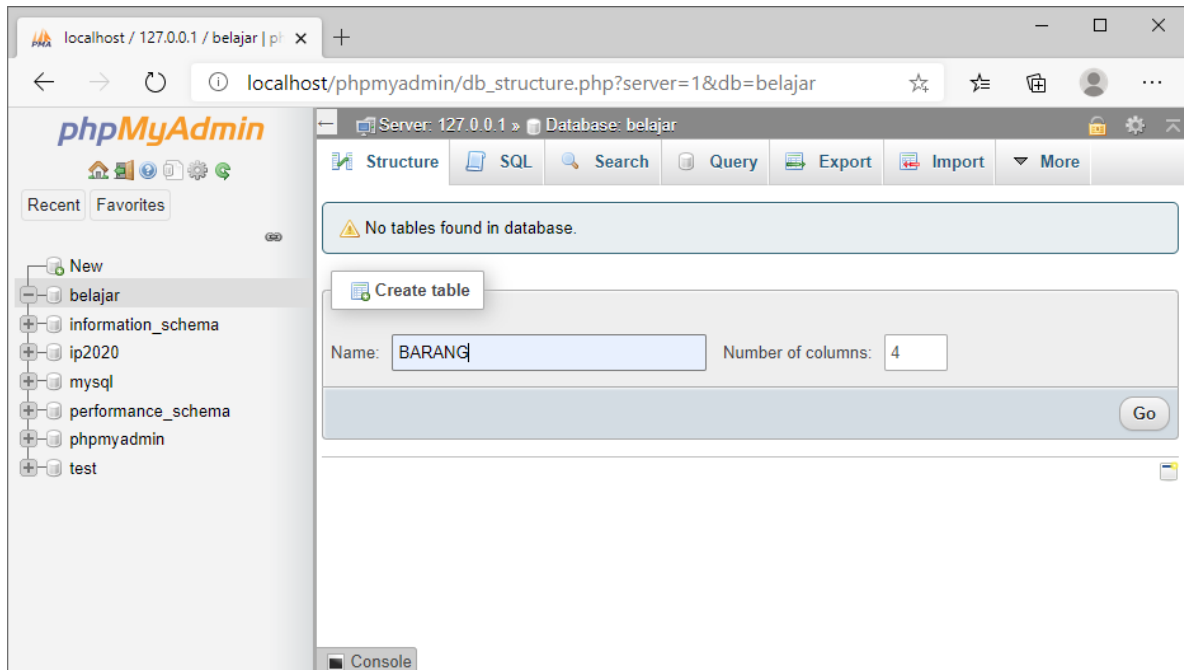 localhost / 127.0.0.1 / belajar | ph
localhost/phpmyadmin/db_structure.php?server=1&db=belajar
phpMyAdmin
Recent Favorites
New
belajar
information_schema
ip2020
mysql
performance_schema
phpmyadmin
test
Server: 127.0.0.1 » Database: belajar
Structure SQL Search Query Export Import More
No tables found in database.
Create table
Name: BARANG Number of columns: 4
Go
Console